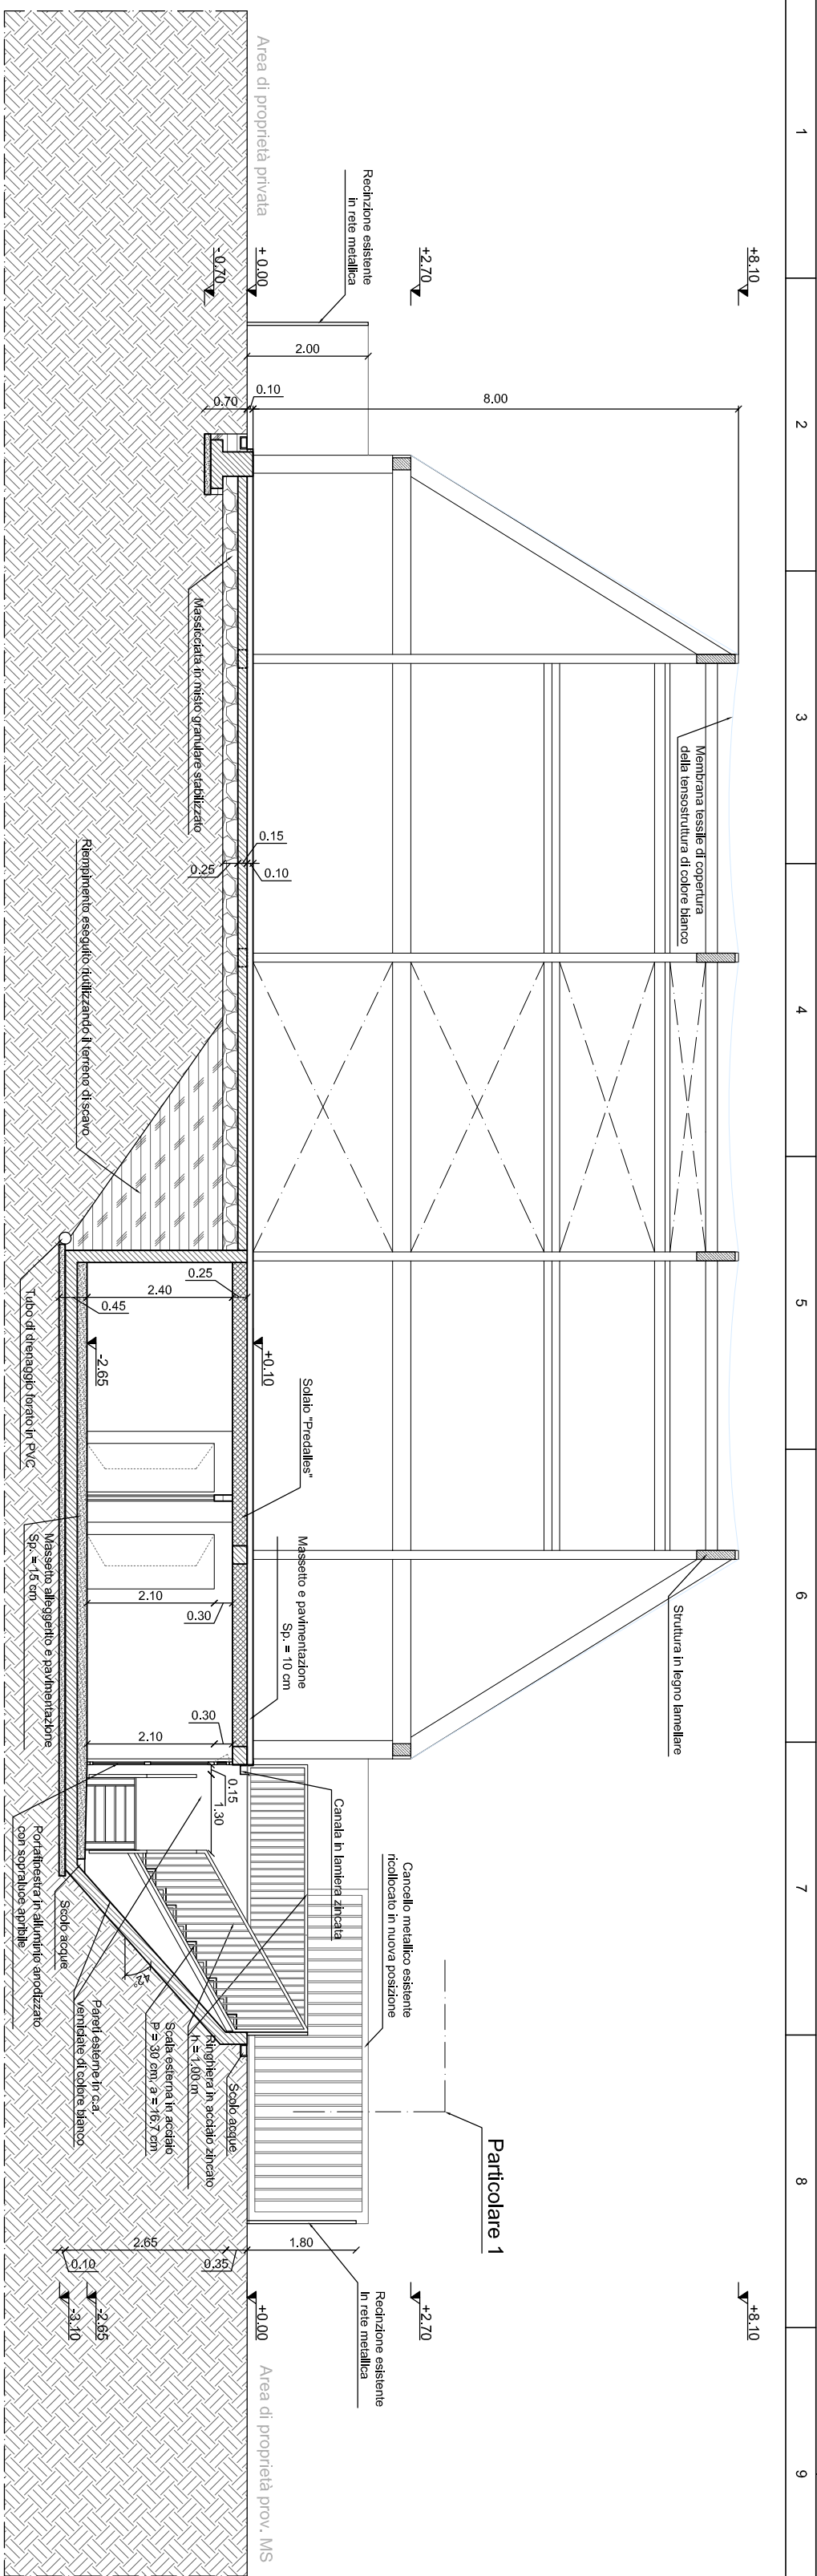 1
2
3
4
5
6
7
8
9
+8.10
+2.70
+ 0.00
- 0.70
Area di proprietà privata
Recinzione esistente
in rete metallica
2.00
0.10
0.70
8.00
Massicciata in misto granulare stabilizzato
Membrana tessile di copertura
della tensostruttura di colore bianco
0.15
0.25
0.10
Riempimento eseguito riutilizzando il terreno di scavo
Tubo di drenaggio forato in PVC
0.25
2.40
0.45
+0.10
-2.65
Solaio "Predalles"
Massetto e pavimentazione
Sp. = 10 cm
Struttura in legno lamellare
Massetto alleggerito e pavimentazione
Sp. = 15 cm
2.10
0.30
2.10
0.30
0.15
1.30
Canala in lamiera zincata
Cancello metallico esistente
ricollocato in nuova posizione
Portafinestra in alluminio anodizzato
con sopraluce apribile
Scolo acque
Pareti esterne in c.a.
verniciate di colore bianco
42°
Scala esterna in acciaio
P = 30 cm, a = 16,7 cm
Ringhiera in acciaio zincato
h = 1.00 m
Scolo acque
Particolare 1
2.65
0.10
0.35
1.80
Recinzione esistente
in rete metallica
+8.10
+2.70
+0.00
-2.65
-3.10
Area di proprietà prov. MS